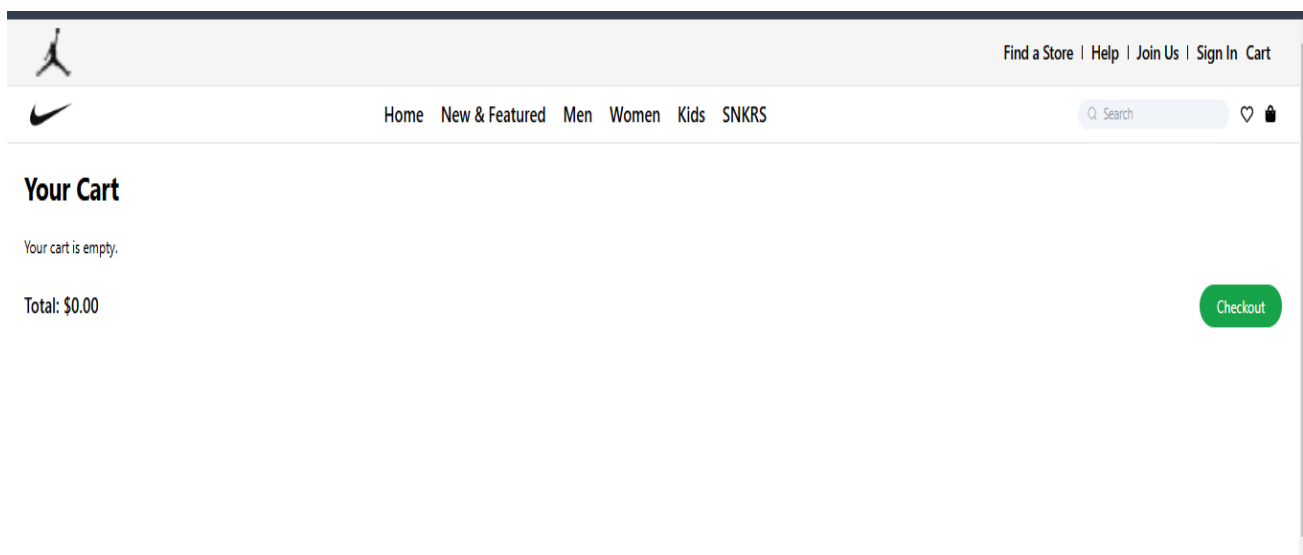 Find a Store | Help | Join Us | Sign In Cart
Home New & Featured Men Women Kids SNKRS Search
Your Cart
Your cart is empty.
Total: $0.00 Checkout